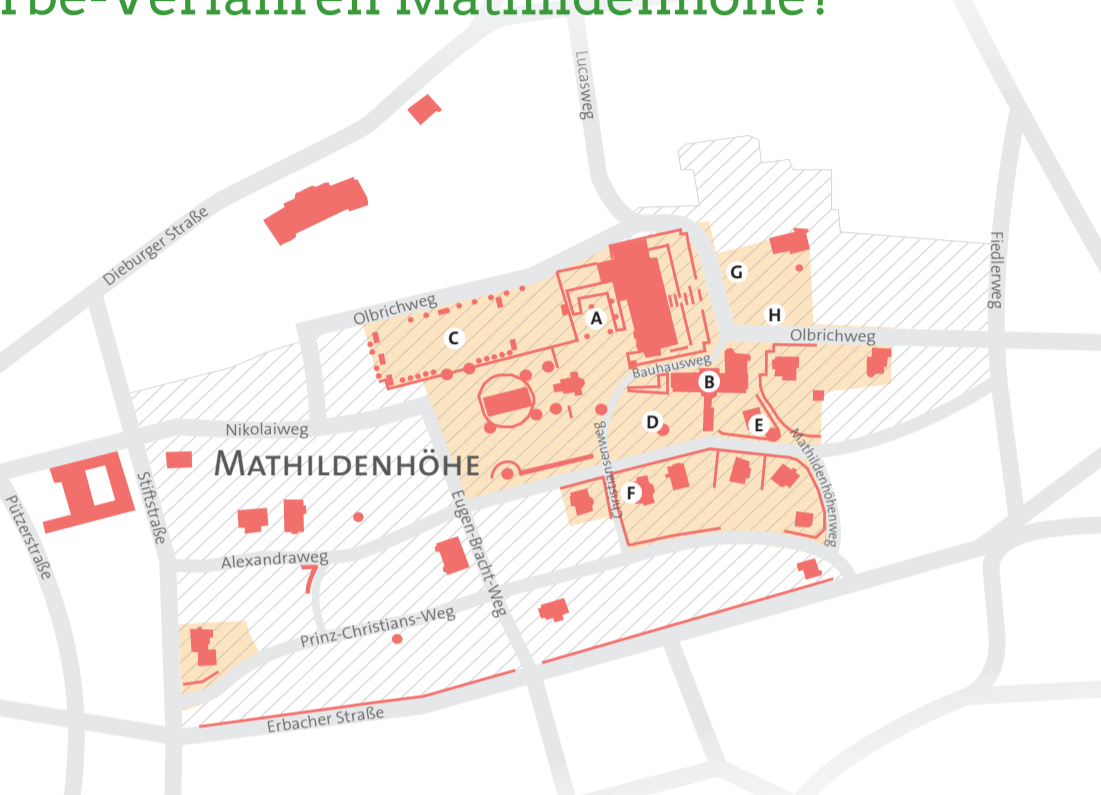 rbe-Verfahren Mathildenhöhe?
Lucasweg
Dieburger Straße
Fiedlerweg
G
Olbrichweg
H
A
C
Olbrichweg
Bauhausweg
B
D
E
Nikolaiweg
Christiansenweg
Mathildenhöhenweg
MATHILDENHÖHE
Stiftstraße
Pützerstraße
F
Eugen-Bracht-Weg
Alexandraweg
Prinz-Christians-Weg
Erbacher Straße